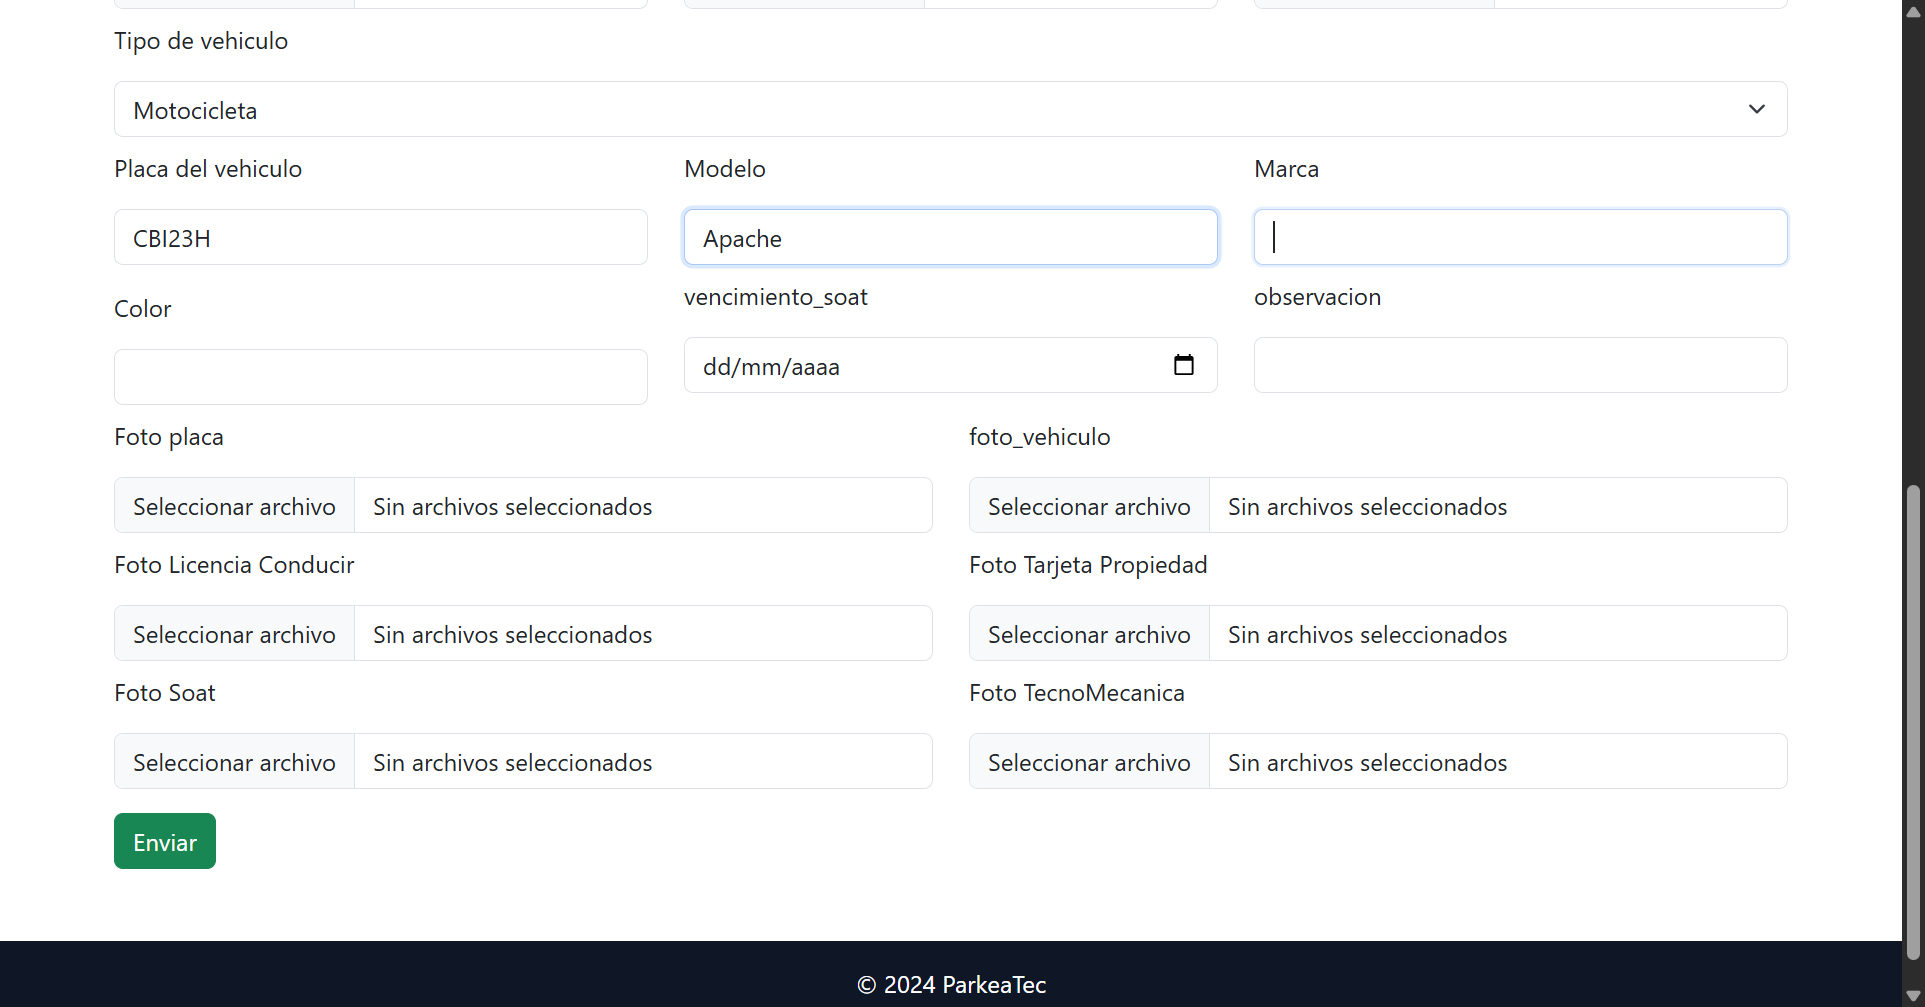 Tipo de vehiculo
Motocicleta
Placa del vehiculo
Modelo
Marca
CBI23H
Apache
Color
vencimiento_soat
observacion
dd/mm/aaaa
Foto placa
foto_vehiculo
Seleccionar archivo Sin archivos seleccionados
Seleccionar archivo Sin archivos seleccionados
Foto Licencia Conducir
Foto Tarjeta Propiedad
Seleccionar archivo Sin archivos seleccionados
Seleccionar archivo Sin archivos seleccionados
Foto Soat
Foto TecnoMecanica
Seleccionar archivo Sin archivos seleccionados
Seleccionar archivo Sin archivos seleccionados
Enviar
© 2024 ParkeaTec